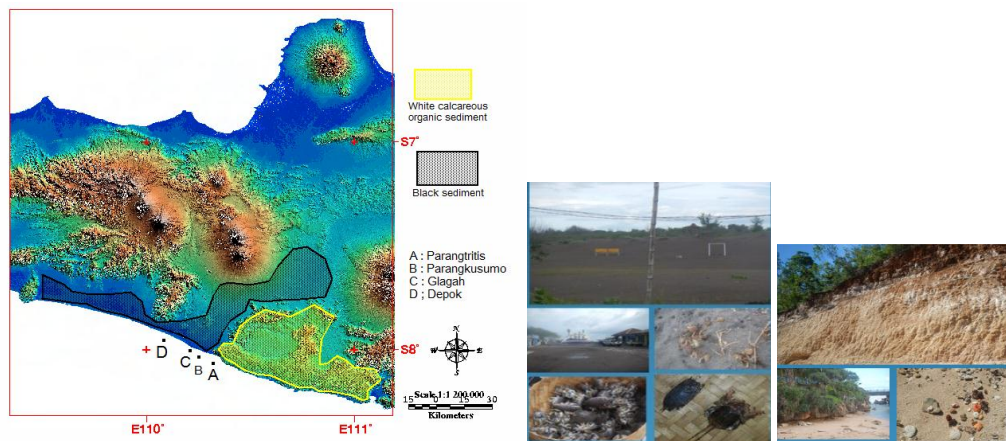 White calcareous
organic sediment
S7°
Black sediment
A : Parangtritis
B : Parangkusumo
C : Glagah
D ; Depok
N
W
E
S
S8°
D
C
B
A
Scale 1:1 200.000
15 0 15 30
Kilometers
E110°
E111°